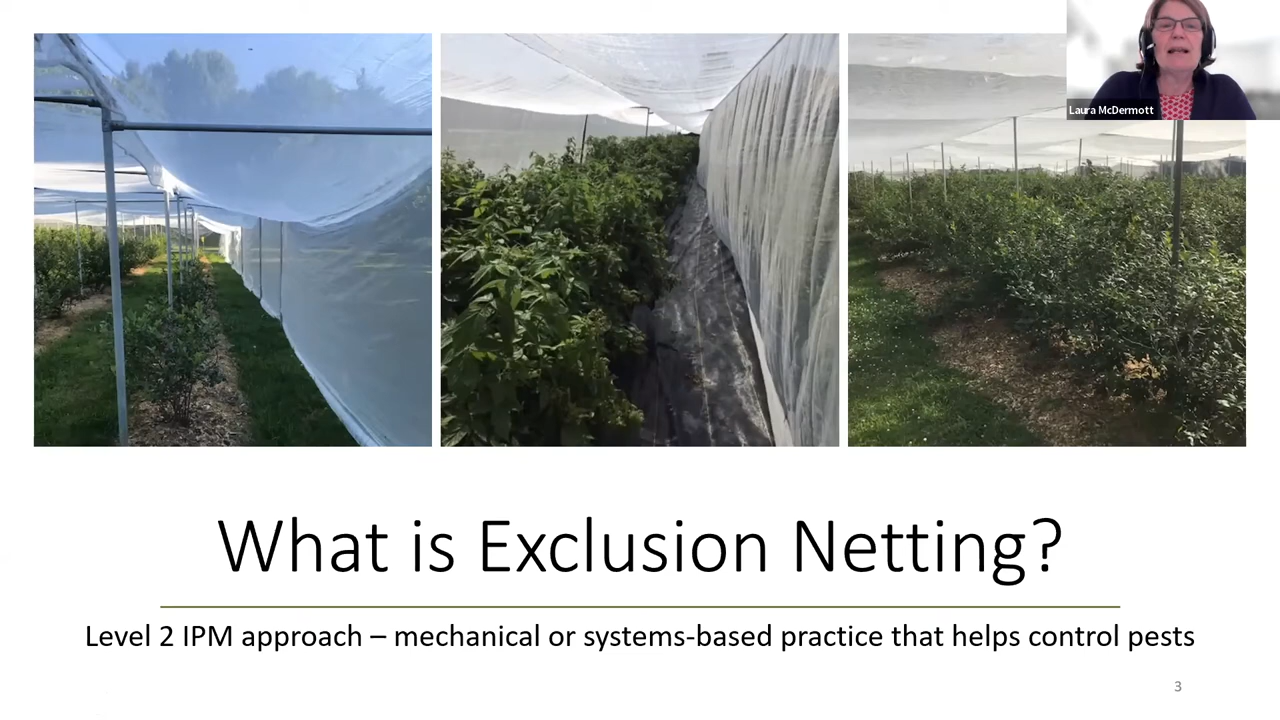 Laura McDermott
What is Exclusion Netting?
Level 2 IPM approach – mechanical or systems-based practice that helps control pests
3